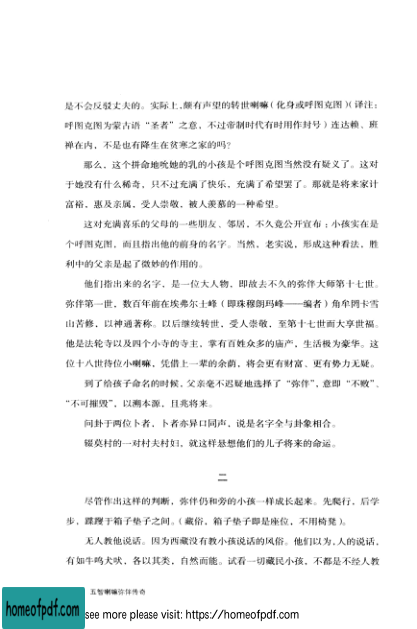 是不会反驳丈夫的。实际上,颇有声望的转世喇嘛(化身或呼图克图)(译注:
呼图克图为蒙古语“圣者”之意，不过帝制时代有时用作封号)连达赖、班
禅在内，不是也有降生在贫寒之家的吗?
那么，这个拼命地吮她的乳的小孩是个呼图克图当然没有疑义了。这对
于她没有什么稀奇，只不过充满了快乐，充满了希望罢了。那就是将来家计
富裕，惠及亲属，受人崇敬，被人羡慕的一种希望。
这对充满喜乐的父母的一些朋友、邻居，不久竟公开宣布：小孩实在是
个呼图克图，而且指出他的前身的名字。当然，老实说，形成这种看法，胜
利中的父亲是起了微妙的作用的。
他们指出来的名字，是一位大人物，即故去不久的弥伴大师第十七世。
弥伴第一世，数百年前在埃弗尔土峰(即珠穆朗玛峰——编者)角牟冈卡雪
山苦修，以神通著称。以后继续转世，受人崇敬，至第十七世而大享世福。
他是法轮寺以及四个小寺的寺主，掌有百姓众多的庙产，生活极为豪华。这
位十八世待位小喇嘛，凭借上一辈的余荫，将会更有财富、更有势力无疑。
到了给孩子命名的时候，父亲毫不迟疑地选择了“弥伴”，意即“不败”、
“不可摧毁”，以溯本源，且兆将来。
问卦于两位卜者，卜者亦异口同声，说是名字全与卦象相合。
辍莫村的一对村夫村妇，就这样悬想他们的儿子将来的命运。
二
尽管作出这样的判断，弥伴仍和旁的小孩一样成长起来。先爬行，后学
步，蹀躞于箱子垫子之间。(藏俗，箱子垫子即是座位，不用椅凳)。
无人教他说话。因为西藏没有教小孩说话的风俗。他们以为,人的说话，
有如牛鸣犬吠，各以其类，自然而能。试看一切藏民小孩，不都是不经人教
五智喇嘛弥伴传奇
homeofpdf.com
see more please visit: https://homeofpdf.com